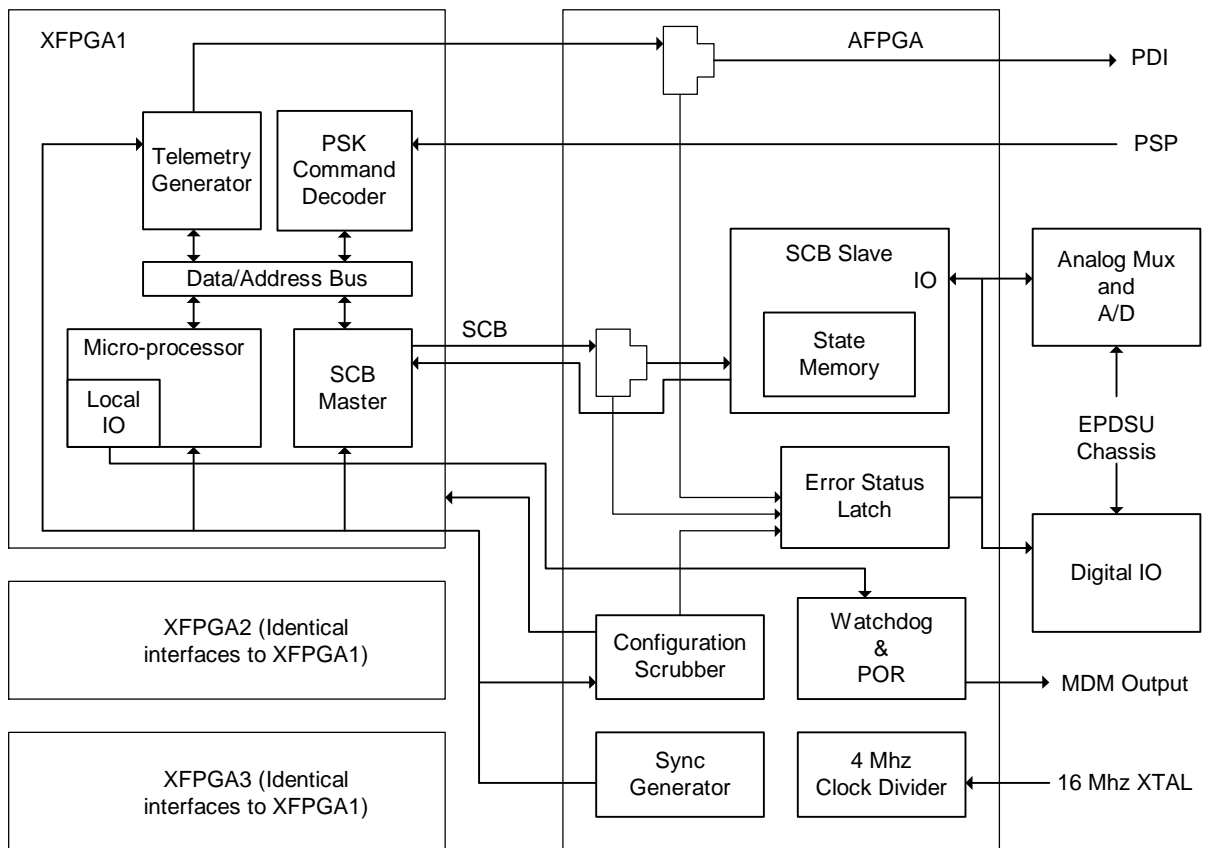 XFPGA1
AFPGA
PDI
PSP
Telemetry
Generator
PSK
Command
Decoder
Data/Address Bus
Micro-processor
Local
IO
SCB
Master
SCB
SCB Slave
IO
State
Memory
Analog Mux
and
A/D
EPDSU
Chassis
Error Status
Latch
Digital IO
XFPGA2 (Identical
interfaces to XFPGA1)
Configuration
Scrubber
Watchdog
&
POR
MDM Output
XFPGA3 (Identical
interfaces to XFPGA1)
Sync
Generator
4 Mhz
Clock Divider
16 Mhz XTAL